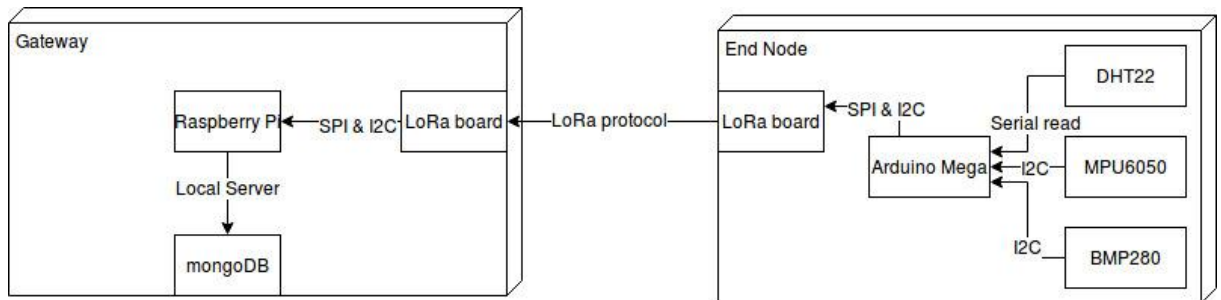 Gateway
Raspberry Pi
SPI & I2C
LoRa board
Local Server
mongoDB
LoRa protocol
End Node
LoRa board
SPI & I2C
Arduino Mega
Serial read
DHT22
I2C
MPU6050
I2C
BMP280